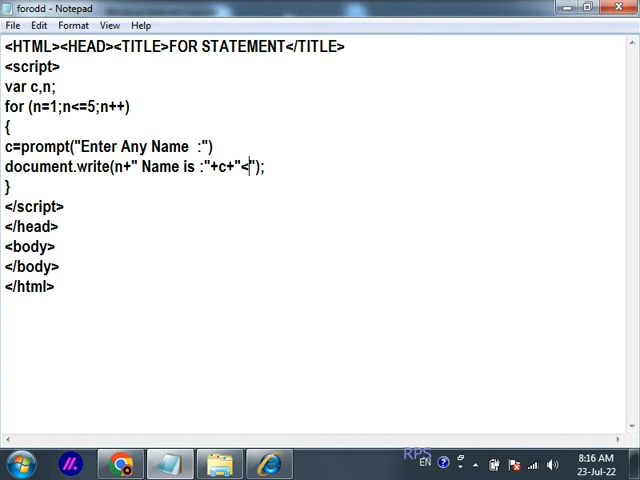 forodd - Notepad
File Edit Format View Help
<HTML><HEAD><TITLE>FOR STATEMENT</TITLE>
<script>
var c,n;
for (n=1;n<=5;n++)
{
c=prompt("Enter Any Name  :")
document.write(n+" Name is :"+c+"<");
}
</script>
</head>
<body>
</body>
</html>
RPS
EN
8:16 AM
23-Jul-22